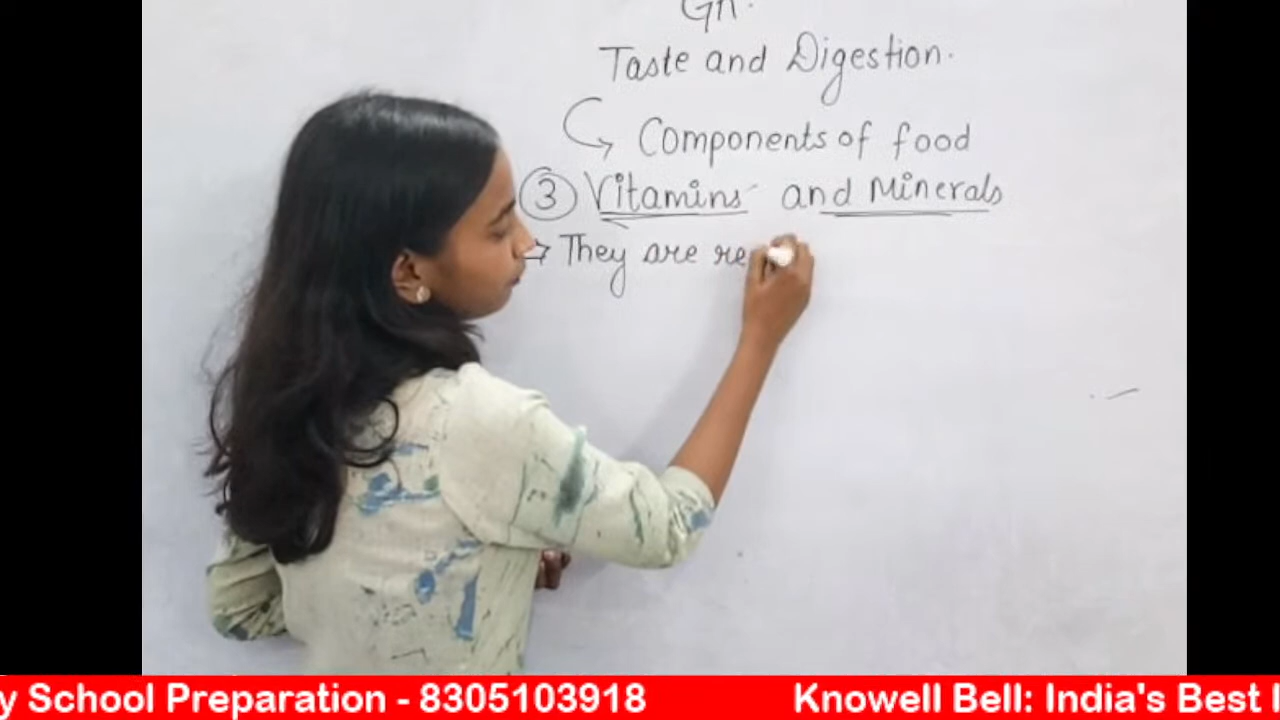 Taste and Digestion.
Components of food
3 Vitamins and Minerals
⇒ They are re
School Preparation - 8305103918 Knowell Bell: India's Best